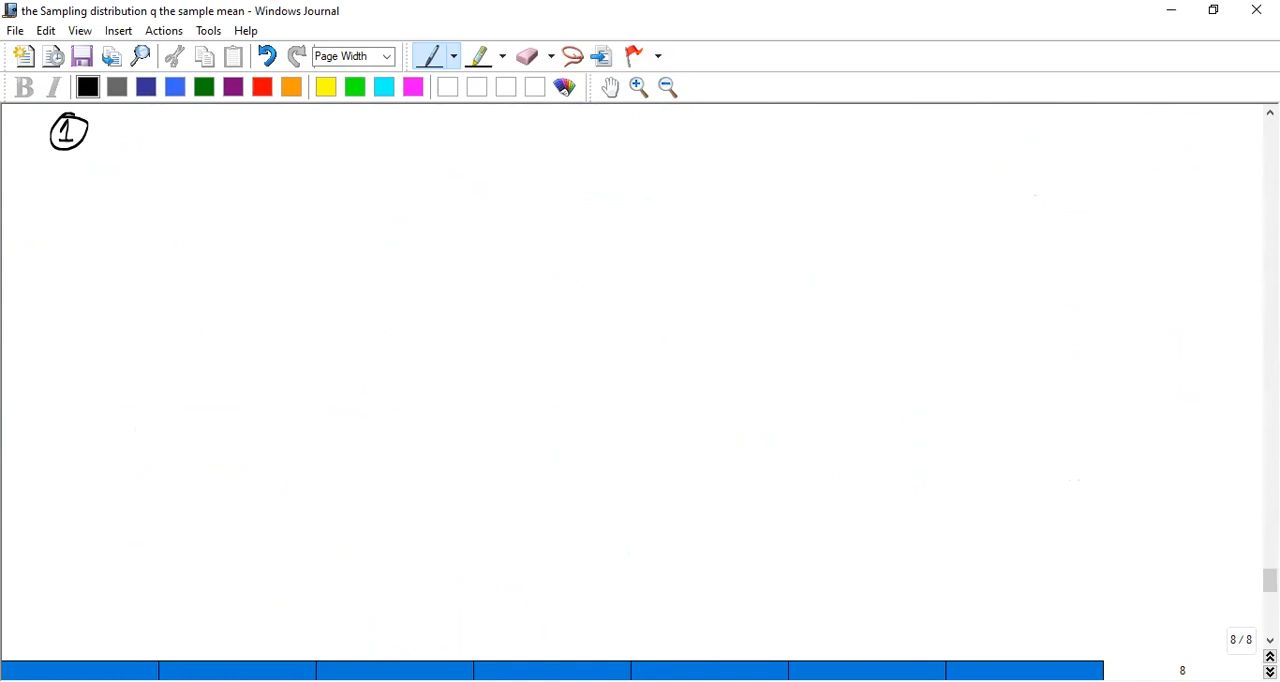 the Sampling distribution q the sample mean - Windows Journal
File Edit View Insert Actions Tools Help
Page Width
B I
1
8 / 8
8